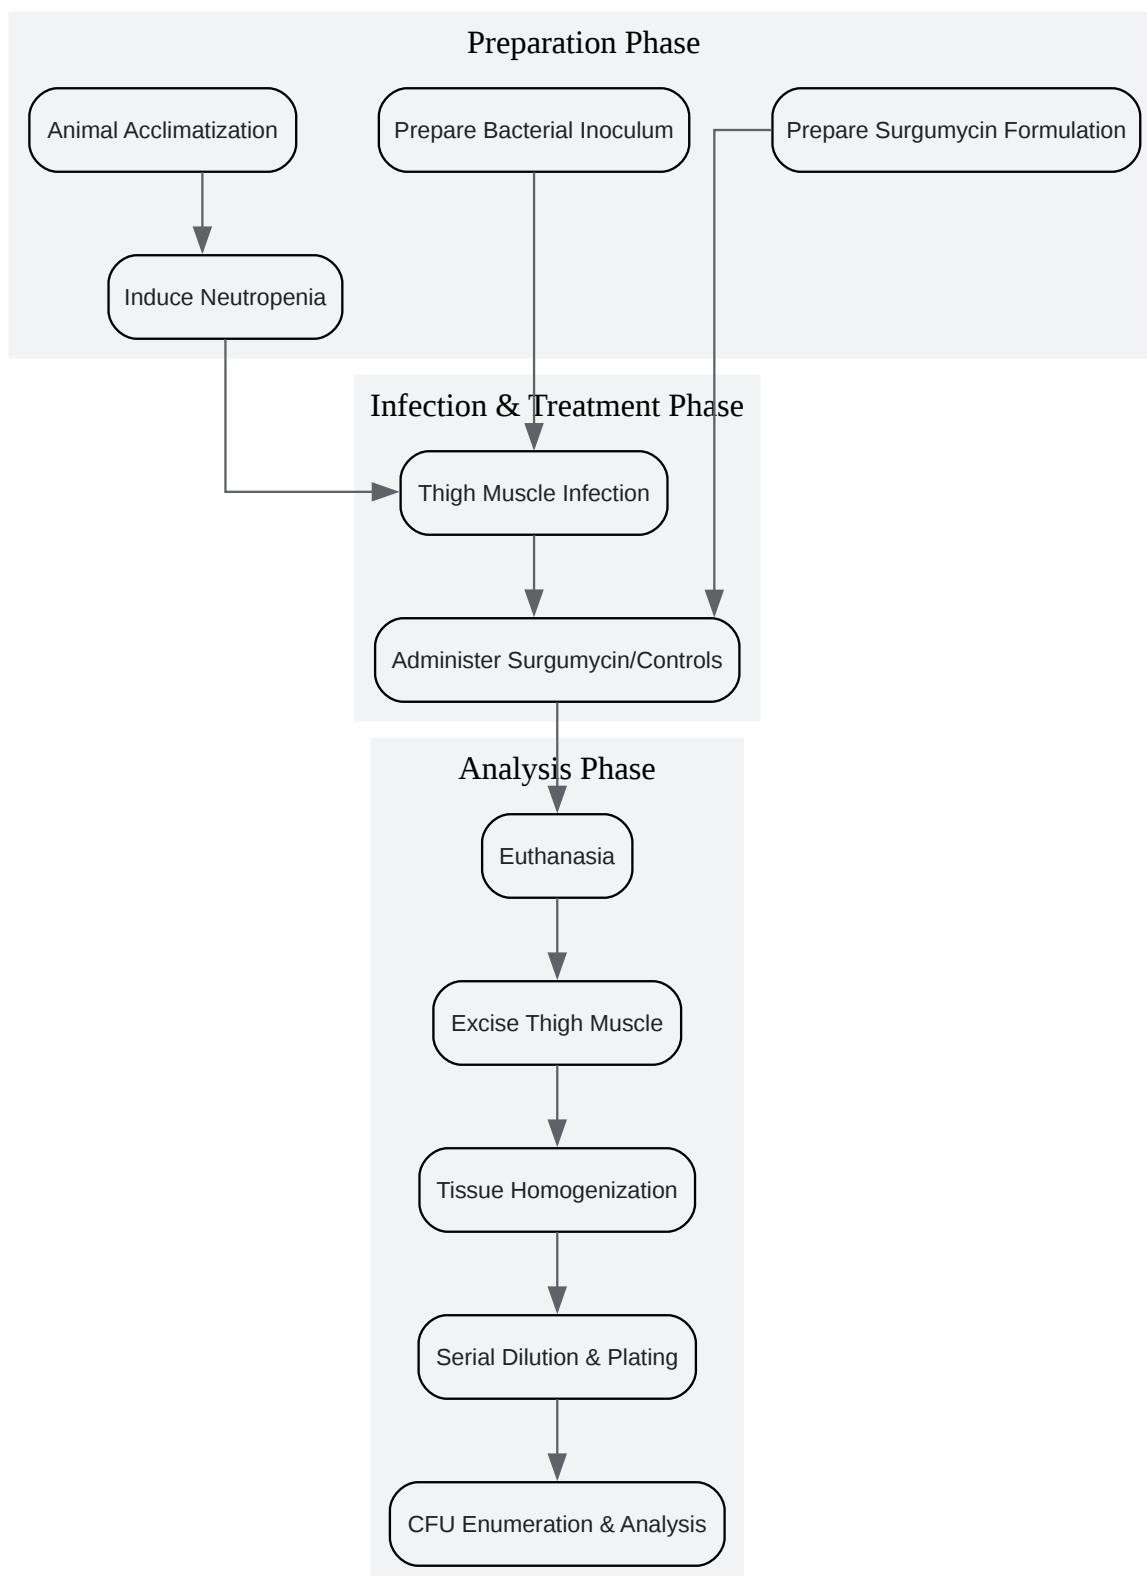 Preparation Phase
Animal Acclimatization
Prepare Bacterial Inoculum
Prepare Surgumycin Formulation
Induce Neutropenia
Infection & Treatment Phase
Thigh Muscle Infection
Administer Surgumycin/Controls
Analysis Phase
Euthanasia
Excise Thigh Muscle
Tissue Homogenization
Serial Dilution & Plating
CFU Enumeration & Analysis